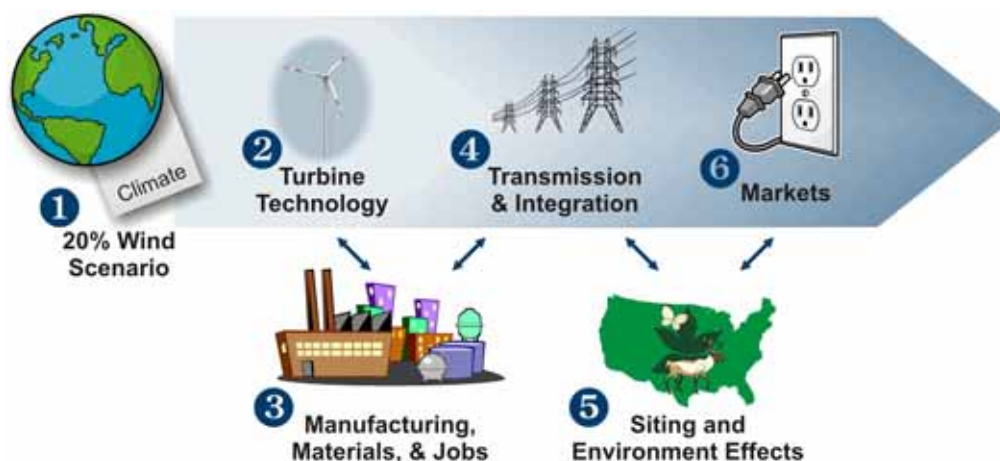 Climate
1
20% Wind
Scenario
2
Turbine
Technology
3
Manufacturing,
Materials, & Jobs
4
Transmission
& Integration
5
Siting and
Environment Effects
6
Markets